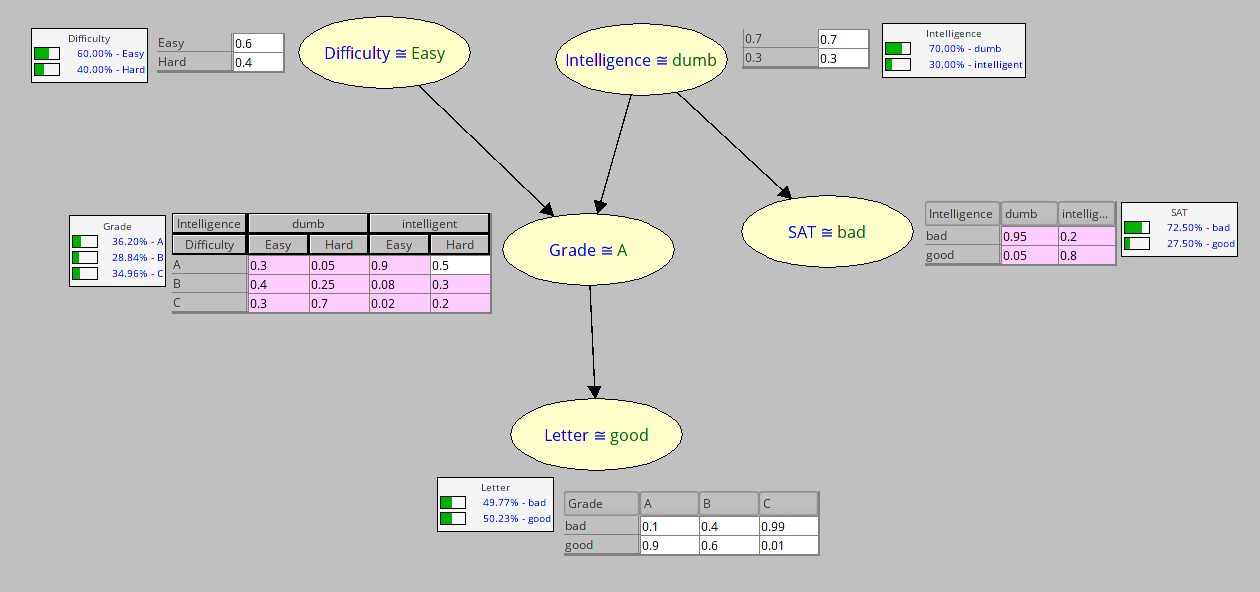 Difficulty
60.00% - Easy
40.00% - Hard
Easy 0.6
Hard 0.4
Difficulty ≅ Easy
Intelligence ≅ dumb
0.7 0.7
0.3 0.3
Intelligence
70.00% - dumb
30.00% - intelligent
Grade
36.20% - A
28.84% - B
34.96% - C
Intelligence dumb intelligent
Difficulty Easy Hard Easy Hard
A 0.3 0.05 0.9 0.5
B 0.4 0.25 0.08 0.3
C 0.3 0.7 0.02 0.2
Grade ≅ A
SAT ≅ bad
Intelligence dumb intellig...
bad 0.95 0.2
good 0.05 0.8
SAT
72.50% - bad
27.50% - good
Letter ≅ good
Letter
49.77% - bad
50.23% - good
Grade A B C
bad 0.1 0.4 0.99
good 0.9 0.6 0.01